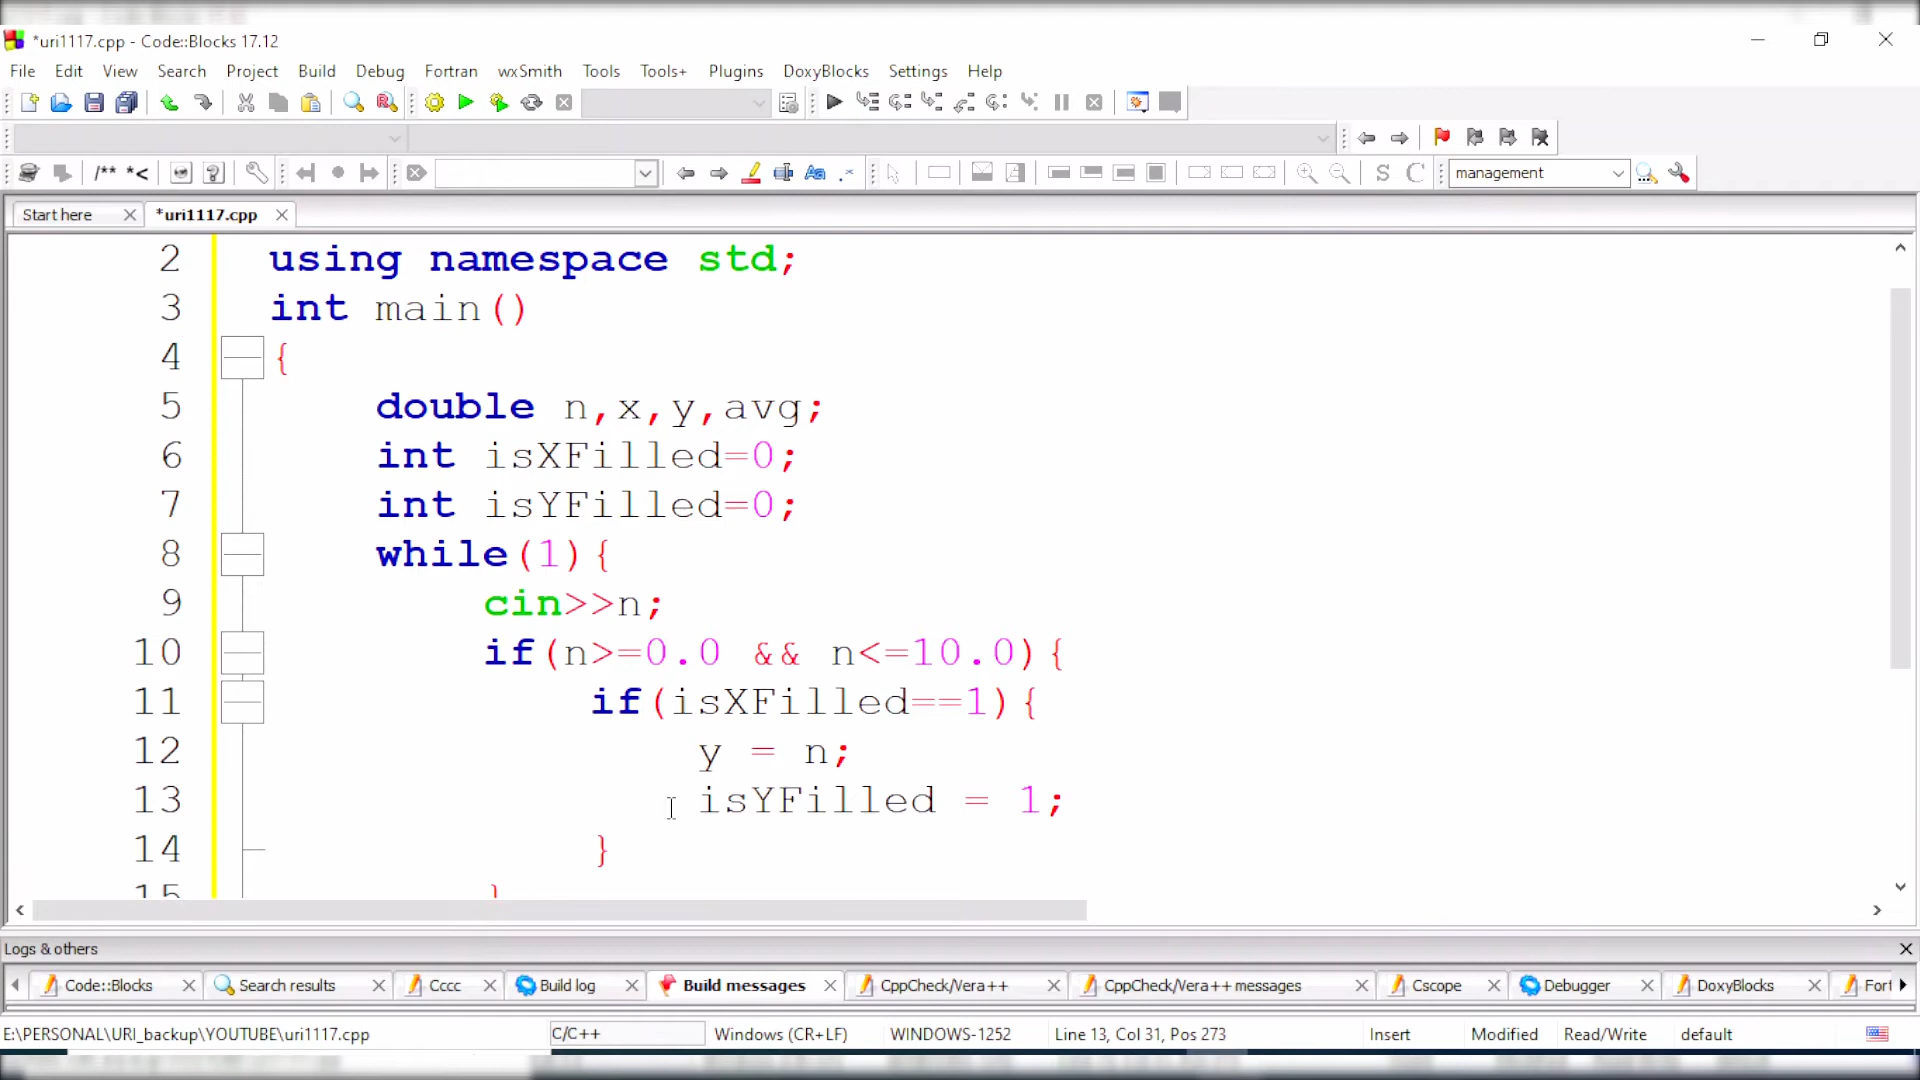 *uri1117.cpp - Code::Blocks 17.12
File Edit View Search Project Build Debug Fortran wxSmith Tools Tools+ Plugins DoxyBlocks Settings Help
/** *< S C management
Start here *uri1117.cpp
2 using namespace std;
3 int main()
4 {
5 double n,x,y,avg;
6 int isXFilled=0;
7 int isYFilled=0;
8 while(1){
9 cin>>n;
10 if(n>=0.0 && n<=10.0){
11 if(isXFilled==1){
12 y = n;
13 isYFilled = 1;
14 }
15 }
Logs & others
Code::Blocks Search results Cccc Build log Build messages CppCheck/Vera++ CppCheck/Vera++ messages Cscope Debugger DoxyBlocks Fort
E:\PERSONAL\URI_backup\YOUTUBE\uri1117.cpp C/C++ Windows (CR+LF) WINDOWS-1252 Line 13, Col 31, Pos 273 Insert Modified Read/Write default